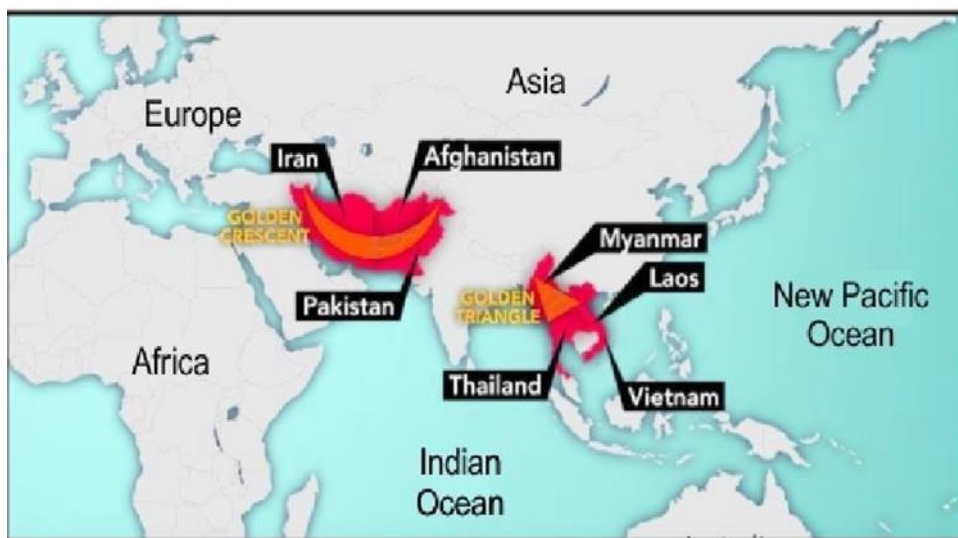 Asia
Europe
Iran
Afghanistan
GOLDEN
CRESCENT
Pakistan
Myanmar
Laos
GOLDEN
TRIANGLE
New Pacific
Ocean
Africa
Thailand
Vietnam
Indian
Ocean